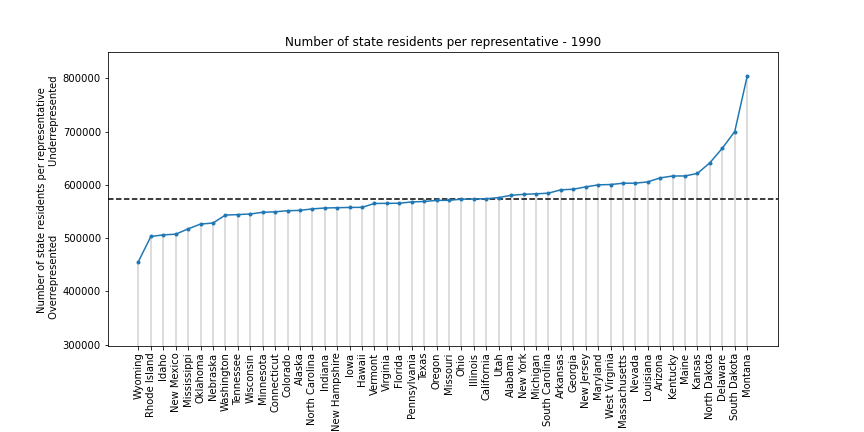 Number of state residents per representative - 1990
Number of state residents per representative
Overrepresented Underrepresented
800000
700000
600000
500000
400000
300000
Wyoming
Rhode Island
Idaho
New Mexico
Mississippi
Oklahoma
Nebraska
Washington
Tennessee
Wisconsin
Minnesota
Connecticut
Colorado
Alaska
North Carolina
Indiana
New Hampshire
Iowa
Hawaii
Vermont
Virginia
Florida
Pennsylvania
Texas
Oregon
Missouri
Ohio
Illinois
California
Utah
Alabama
New York
Michigan
South Carolina
Arkansas
Georgia
New Jersey
Maryland
West Virginia
Massachusetts
Nevada
Louisiana
Arizona
Kentucky
Maine
Kansas
North Dakota
Delaware
South Dakota
Montana